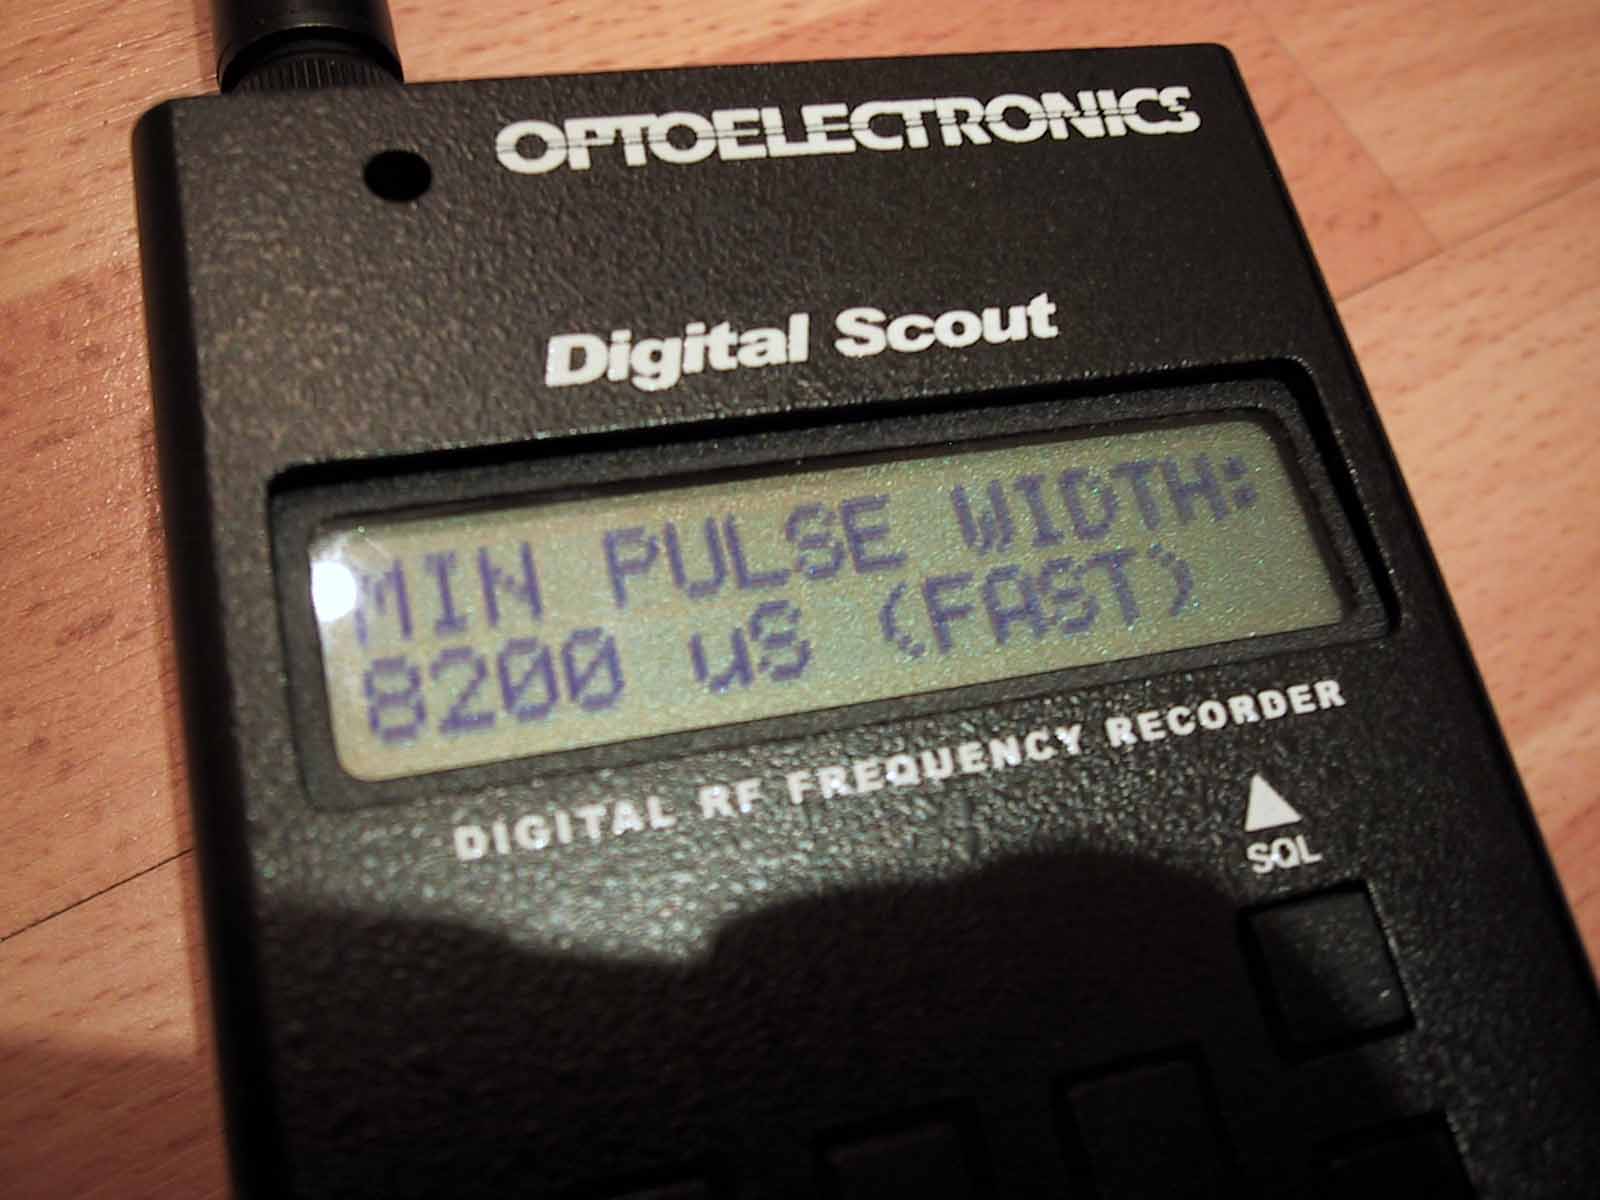 OPTOELECTRONICS
Digital Scout
MIN PULSE WIDTH:
8200 uS (FAST)
DIGITAL RF FREQUENCY RECORDER
SQL